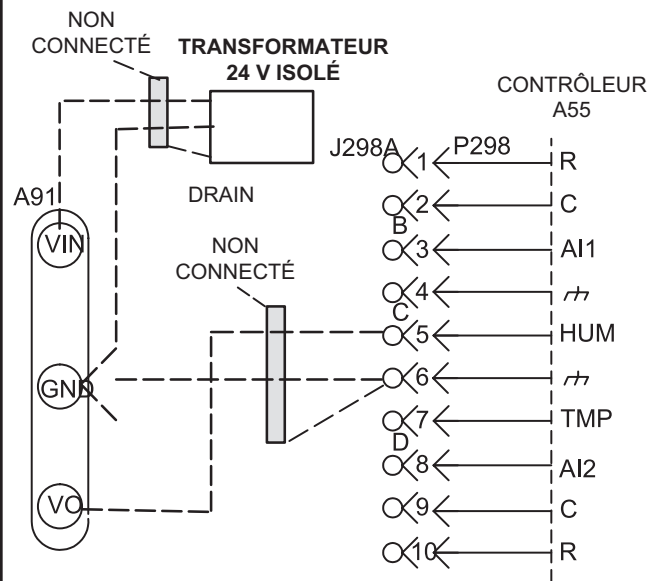 NON
CONNECTÉ
TRANSFORMATEUR
24 V ISOLÉ
CONTRÔLEUR
A55
J298A
P298
1
R
A91
DRAIN
2
C
B
VIN
NON
CONNECTÉ
3
AI1
4
C
5
HUM
GND
6
7
TMP
D
8
AI2
VO
9
C
10
R